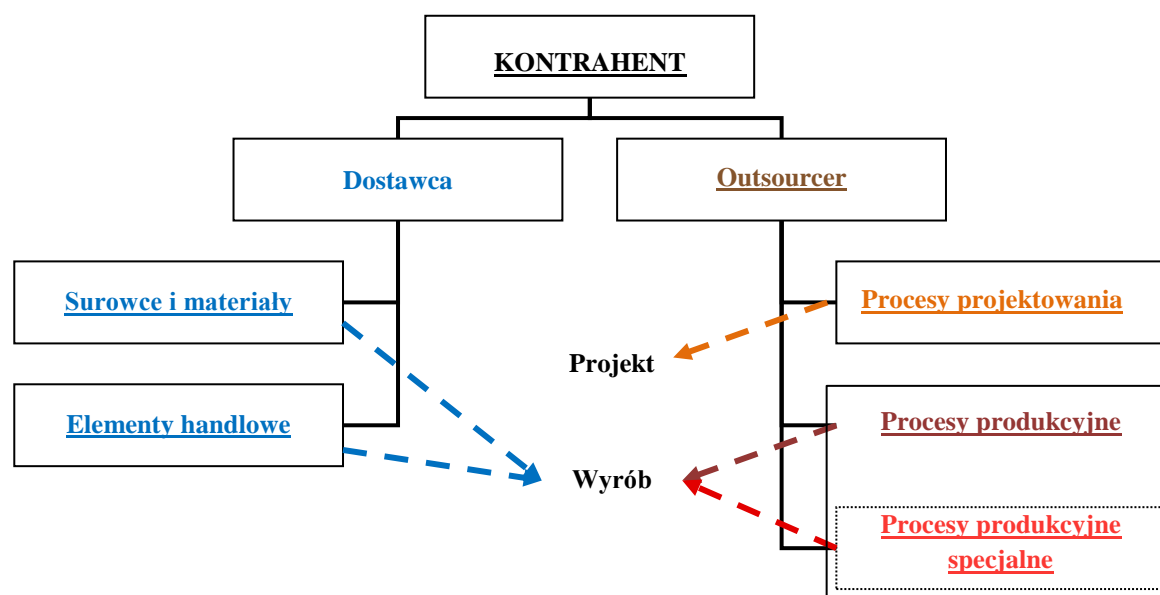 KONTRAHENT
Dostawca
Outsourcer
Surowce i materiały
Procesy projektowania
Projekt
Elementy handlowe
Procesy produkcyjne
Wyrób
Procesy produkcyjne
specjalne